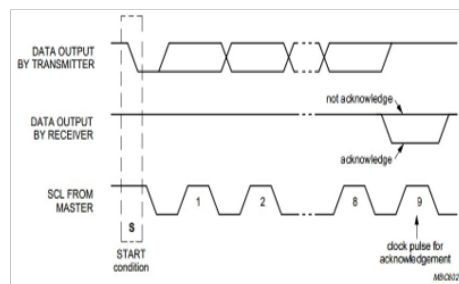 DATA OUTPUT
BY TRANSMITTER
not acknowledge
DATA OUTPUT
BY RECEIVER
acknowledge
SCL FROM
MASTER
1
2
8
9
S
START
condition
clock pulse for
acknowledgement